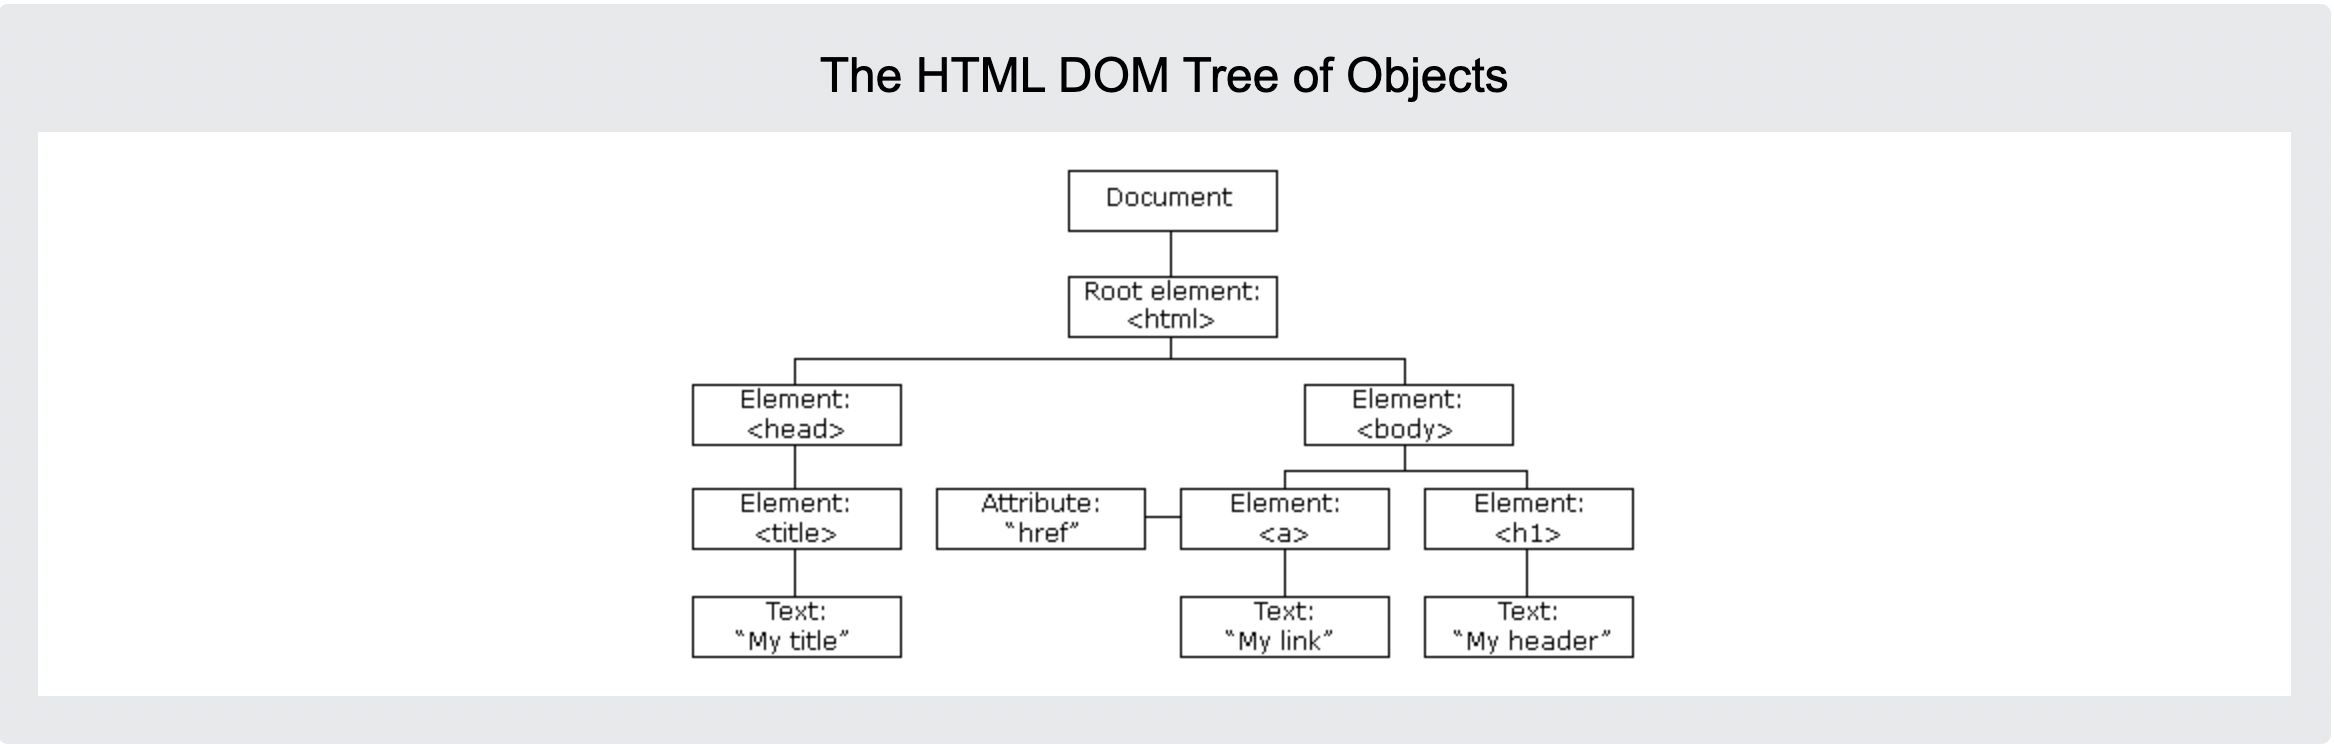 The HTML DOM Tree of Objects
Document
Root element:
<html>
Element:
<head>
Element:
<body>
Element:
<title>
Attribute:
“href”
Element:
<a>
Element:
<h1>
Text:
“My title”
Text:
“My link”
Text:
“My header”